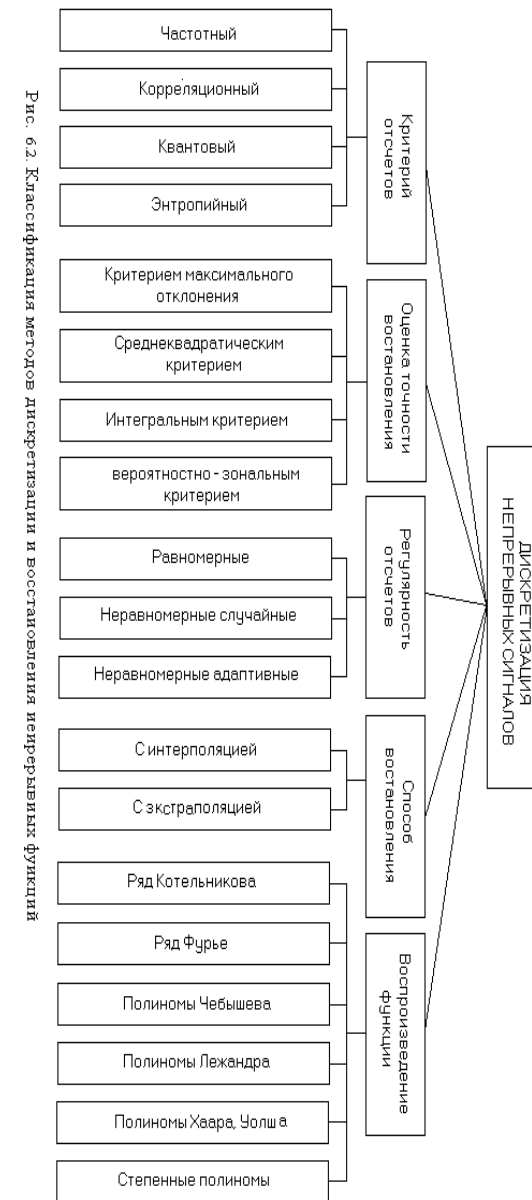 ДИСКРЕТИЗАЦИЯ
НЕПРЕРЫВНЫХ СИГНАЛОВ
Критерий
отсчетов
Частотный
Корреляционный
Квантовый
Энтропийный
Оценка точности
востановления
Критерием максимального
отклонения
Среднеквадратическим
критерием
Интегральным критерием
вероятностно - зональным
критерием
Регулярность
отсчетов
Равномерные
Неравномерные случайные
Неравномерные адаптивные
Способ
востановления
С интерполяцией
С экстраполяцией
Воспроизведение
функции
Ряд Котельникова
Ряд Фурье
Полиномы Чебышева
Полиномы Лежандра
Полиномы Хаара, Уолша
Степенные полиномы
Рис. 6.2. Классификация методов дискретизации и восстановления непрерывных функций